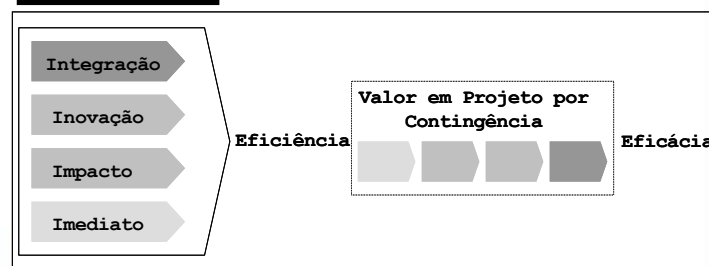 Integração
Inovação
Impacto
Imediato
Eficiência
Valor em Projeto por
Contingência
Eficácia